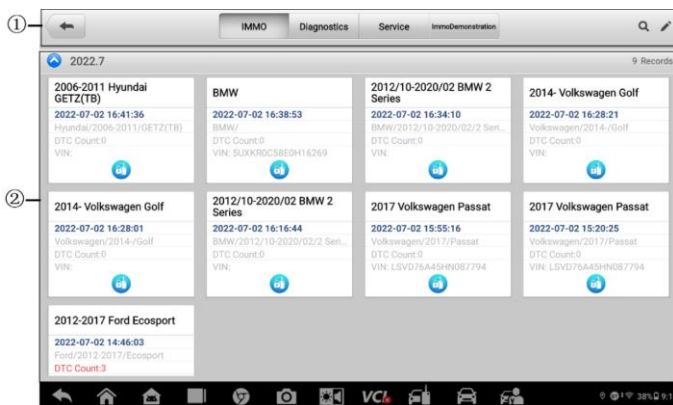 ①
IMMO Diagnostics Service ImmoDemonstration
2022.7 9 Records
2006-2011 Hyundai
GETZ(TB)
2022-07-02 16:41:36
Hyundai/2006-2011/GETZ(TB)
DTC Count:0
VIN:
BMW
2022-07-02 16:38:53
BMW/
DTC Count:0
VIN: 5UXKR0C58E0H16269
2012/10-2020/02 BMW 2
Series
2022-07-02 16:34:10
BMW/2012/10-2020/02/2 Seri...
DTC Count:0
VIN:
2014- Volkswagen Golf
2022-07-02 16:28:21
Volkswagen/2014-/Golf
DTC Count:0
VIN:
②
2014- Volkswagen Golf
2022-07-02 16:28:01
Volkswagen/2014-/Golf
DTC Count:0
VIN:
2012/10-2020/02 BMW 2
Series
2022-07-02 16:16:44
BMW/2012/10-2020/02/2 Seri...
DTC Count:0
VIN:
2017 Volkswagen Passat
2022-07-02 15:55:16
Volkswagen/2017/Passat
DTC Count:0
VIN: LSVD76A45HN087794
2017 Volkswagen Passat
2022-07-02 15:20:25
Volkswagen/2017/Passat
DTC Count:0
VIN: LSVD76A45HN087794
2012-2017 Ford Ecosport
2022-07-02 14:46:03
Ford/2012-2017/Ecosport
DTC Count:3
VCI 38%